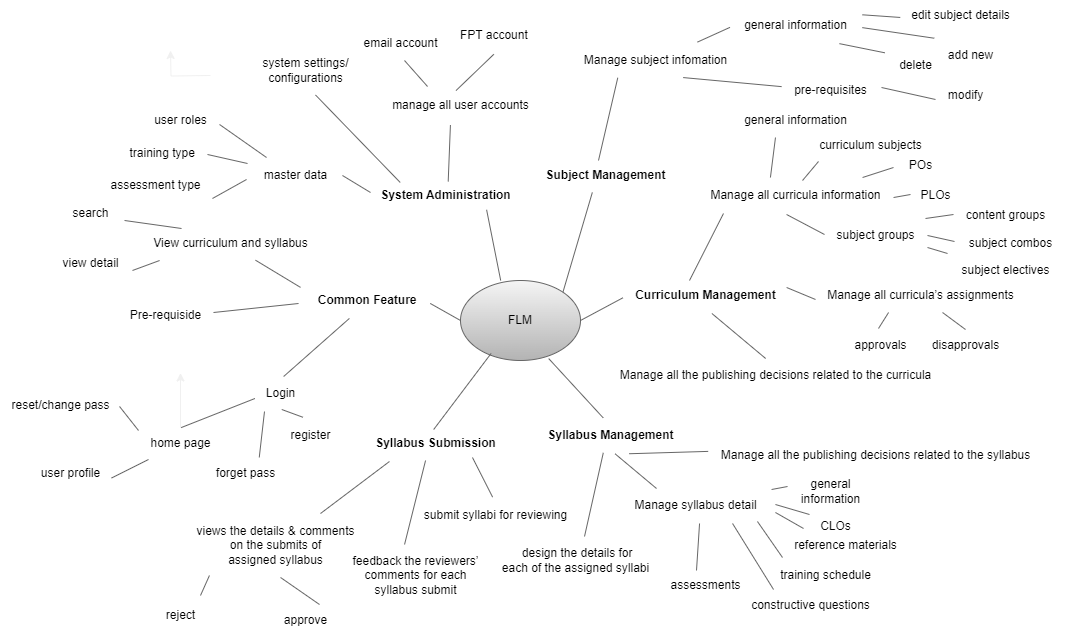 edit subject details
general information
FPT account
email account
add new
Manage subject infomation
delete
system settings/
configurations
pre-requisites
modify
manage all user accounts
user roles
general information
curriculum subjects
training type
POs
master data
Subject Management
assessment type
System Administration
Manage all curricula information
PLOs
search
content groups
subject groups
View curriculum and syllabus
subject combos
view detail
subject electives
Common Feature
Curriculum Management
Manage all curricula's assignments
Pre-requiside
FLM
approvals
disapprovals
Manage all the publishing decisions related to the curricula
Login
reset/change pass
register
home page
Syllabus Submission
Syllabus Management
Manage all the publishing decisions related to the syllabus
user profile
forget pass
general
information
Manage syllabus detail
submit syllabi for reviewing
CLOs
views the details & comments
on the submits of
assigned syllabus
reference materials
design the details for
each of the assigned syllabi
feedback the reviewers'
comments for each
syllabus submit
training schedule
assessments
constructive questions
reject
approve